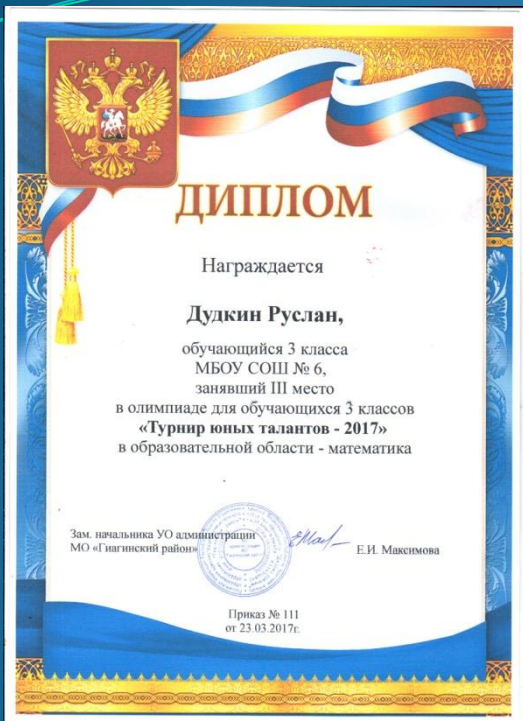 ДИПЛОМ
Награждается
Дудкин Руслан,
обучающийся 3 класса
МБОУ СОШ № 6,
занявший III место
в олимпиаде для обучающихся 3 классов
«Турнир юных талантов - 2017»
в образовательной области - математика
Зам. начальника УО администрации
МО «Гиагинский район»
Е.И. Максимова
Приказ № 111
от 23.03.2017г.